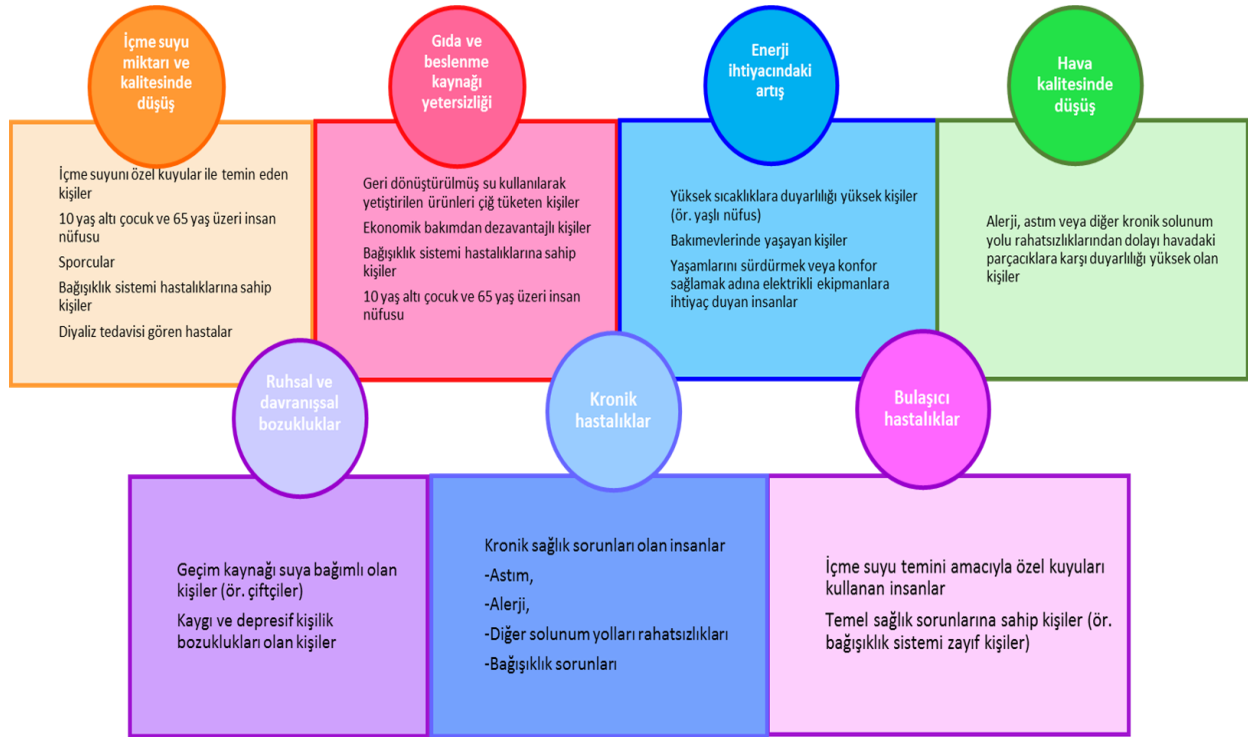 İçme suyu
miktarı ve
kalitesinde
düşüş
İçme suyunı özel kuyular ile temin eden
kişiler
10 yaş altı çocuk ve 65 yaş üzeri insan
nüfusu
Sporcular
Bağışıklık sistemi hastalıklarına sahip
kişiler
Diyaliz tedavisi gören hastalar
Gıda ve
beslenme
kaynağı
yetersizliği
Geri dönüştürülmüş su kullanılarak
yetiştirilen ürünleri çiğ tüketen kişiler
Ekonomik bakımdan dezavantajlı kişiler
Bağışıklık sistemi hastalıklarına sahip
kişiler
10 yaş altı çocuk ve 65 yaş üzeri insan
nüfusu
Enerji
ihtiyacındaki
artış
Yüksek sıcaklıklara duyarlılığı yüksek kişiler
(ör. yaşlı nüfus)
Bakımevlerinde yaşayan kişiler
Yaşamlarını sürdürmek veya konfor
sağlamak adına elektrikli ekipmanlara
ihtiyaç duyan insanlar
Hava
kalitesinde
düşüş
Alerji, astım veya diğer kronik solunum
yolu rahatsızlıklarından dolayı havadaki
parçacıklara karşı duyarlılığı yüksek olan
kişiler
Ruhsal ve
davranışsal
bozukluklar
Geçim kaynağı suya bağımlı olan
kişiler (ör. çiftçiler)
Kaygı ve depresif kişilik
bozuklukları olan kişiler
Kronik
hastalıklar
Kronik sağlık sorunları olan insanlar
-Astım,
-Alerji,
-Diğer solunum yolları rahatsızlıkları
-Bağışıklık sorunları
Bulaşıcı
hastalıklar
İçme suyu temini amacıyla özel kuyuları
kullanan insanlar
Temel sağlık sorunlarına sahip kişiler (ör.
bağışıklık sistemi zayıf kişiler)